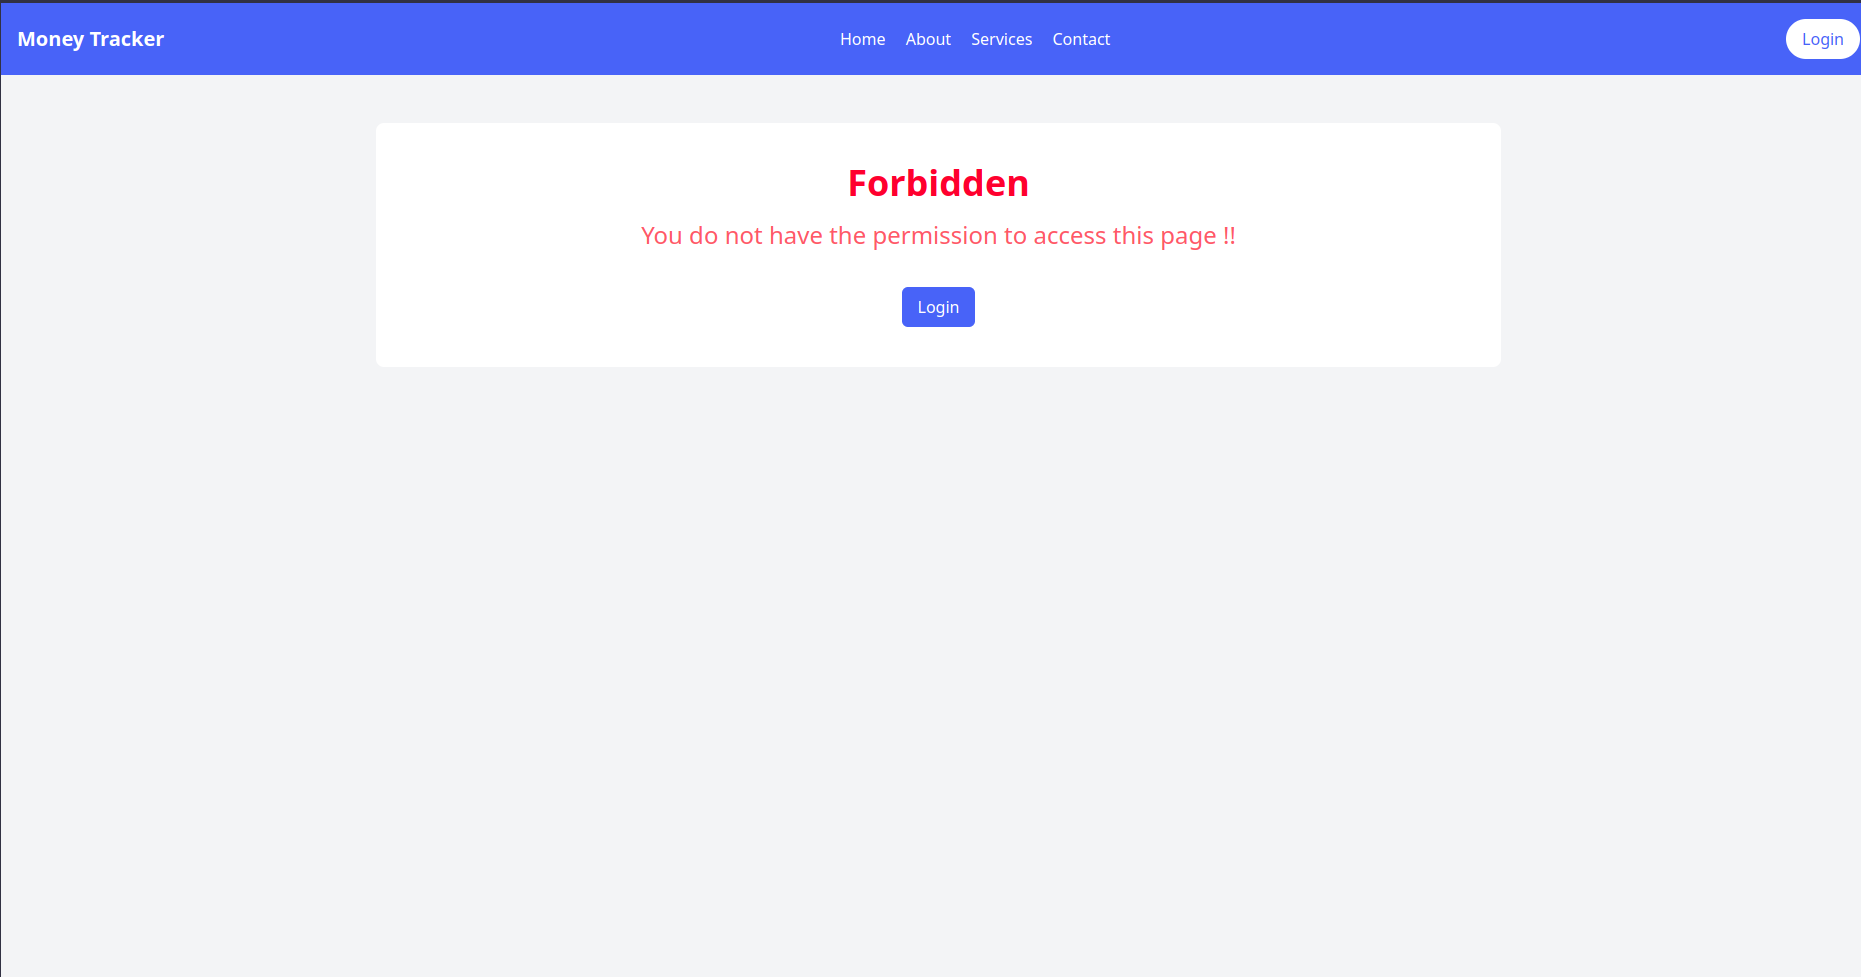 Money Tracker
Home About Services Contact
Login
Forbidden
You do not have the permission to access this page !!
Login